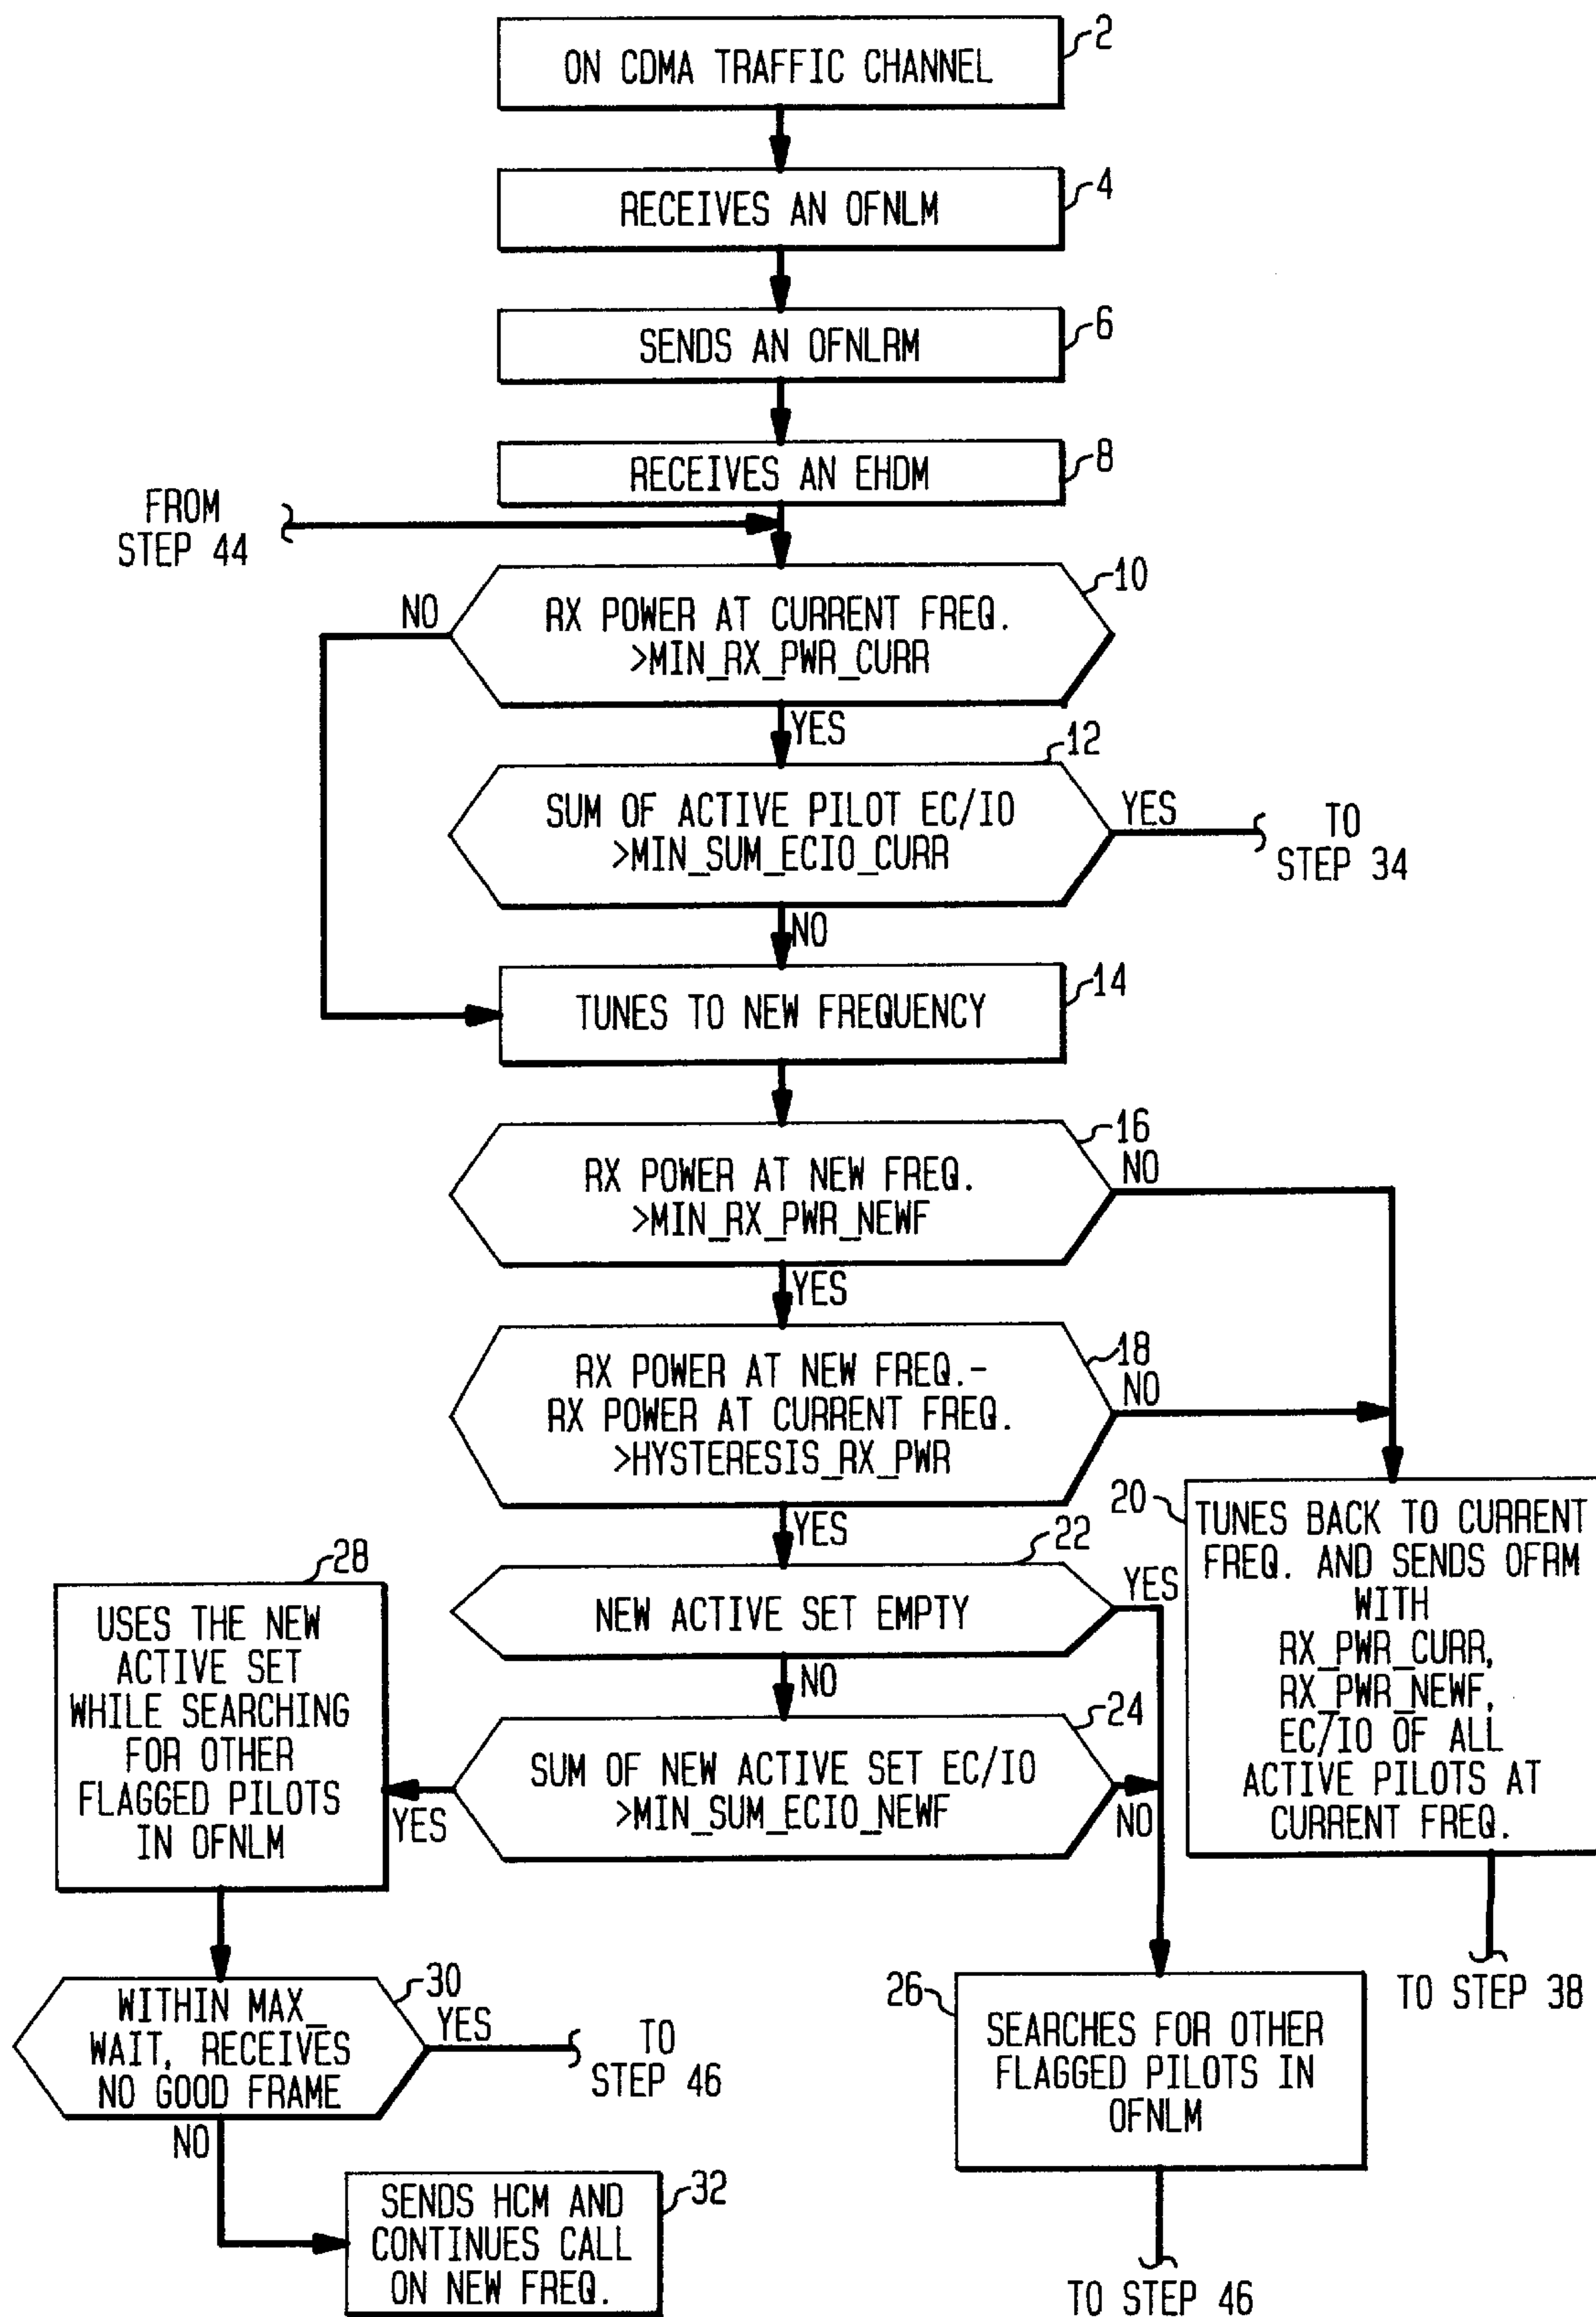 2
ON CDMA TRAFFIC CHANNEL
4
RECEIVES AN OFNLM
6
SENDS AN OFNLRM
8
RECEIVES AN EHDM
FROM
STEP 44
10
NO
RX POWER AT CURRENT FREQ.
>MIN_RX_PWR_CURR
YES
12
SUM OF ACTIVE PILOT EC/IO
>MIN_SUM_ECIO_CURR
YES
TO
STEP 34
NO
14
TUNES TO NEW FREQUENCY
16
NO
RX POWER AT NEW FREQ.
>MIN_RX_PWR_NEWF
YES
18
NO
RX POWER AT NEW FREQ.-
RX POWER AT CURRENT FREQ.
>HYSTERESIS_RX_PWR
YES
20
TUNES BACK TO CURRENT
FREQ. AND SENDS OFRM
WITH
RX_PWR_CURR,
RX_PWR_NEWF,
EC/IO OF ALL
ACTIVE PILOTS AT
CURRENT FREQ.
TO STEP 38
22
NEW ACTIVE SET EMPTY
YES
NO
24
SUM OF NEW ACTIVE SET EC/IO
>MIN_SUM_ECIO_NEWF
YES
NO
28
USES THE NEW
ACTIVE SET
WHILE SEARCHING
FOR OTHER
FLAGGED PILOTS
IN OFNLM
30
WITHIN MAX_
WAIT, RECEIVES
NO GOOD FRAME
YES
TO
STEP 46
NO
26
SEARCHES FOR OTHER
FLAGGED PILOTS IN
OFNLM
TO STEP 46
32
SENDS HCM AND
CONTINUES CALL
ON NEW FREQ.